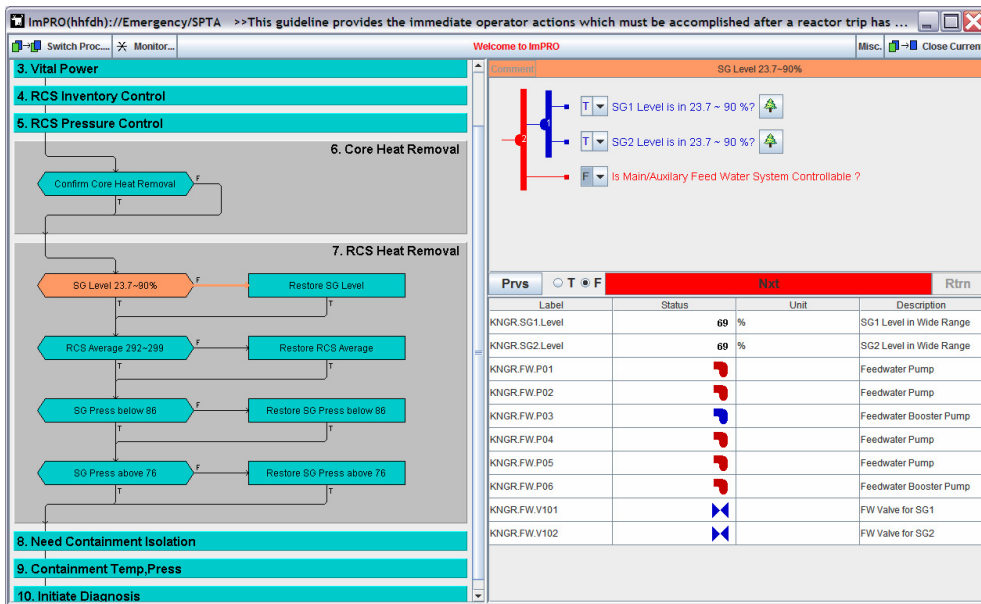 ImPRO(hhfdh)://Emergency/SPTA >>This guideline provides the immediate operator actions which must be accomplished after a reactor trip has ...
Switch Proc.... Monitor... Welcome to ImPRO Misc. Close Current
3. Vital Power
4. RCS Inventory Control
5. RCS Pressure Control
6. Core Heat Removal
Confirm Core Heat Removal
F
T
7. RCS Heat Removal
SG Level 23.7~90%
F
Restore SG Level
T
T
RCS Average 292~299
F
Restore RCS Average
T
T
SG Press below 86
F
Restore SG Press below 86
T
T
SG Press above 76
F
Restore SG Press above 76
T
T
8. Need Containment Isolation
9. Containment Temp,Press
10. Initiate Diagnosis
Comment SG Level 23.7~90%
T SG1 Level is in 23.7 ~ 90 %?
1
2
T SG2 Level is in 23.7 ~ 90 %?
F Is Main/Auxilary Feed Water System Controllable ?
Prvs T F Nxt Rtrn
Label Status Unit Description
KNGR.SG1.Level 69 % SG1 Level in Wide Range
KNGR.SG2.Level 69 % SG2 Level in Wide Range
KNGR.FW.P01 Feedwater Pump
KNGR.FW.P02 Feedwater Pump
KNGR.FW.P03 Feedwater Booster Pump
KNGR.FW.P04 Feedwater Pump
KNGR.FW.P05 Feedwater Pump
KNGR.FW.P06 Feedwater Booster Pump
KNGR.FW.V101 FW Valve for SG1
KNGR.FW.V102 FW Valve for SG2